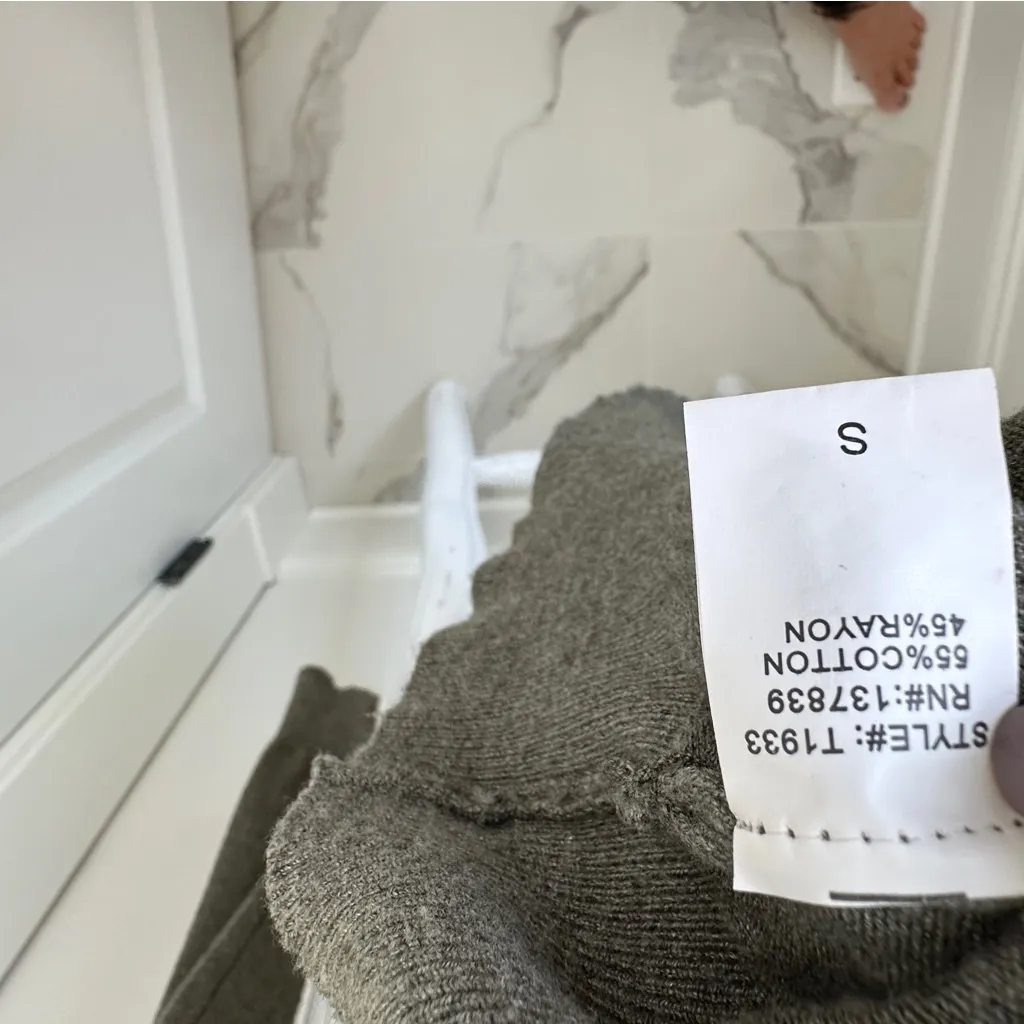 STYLE#: T1933
RN#:137839
55%COTTON
45%RAYON
S